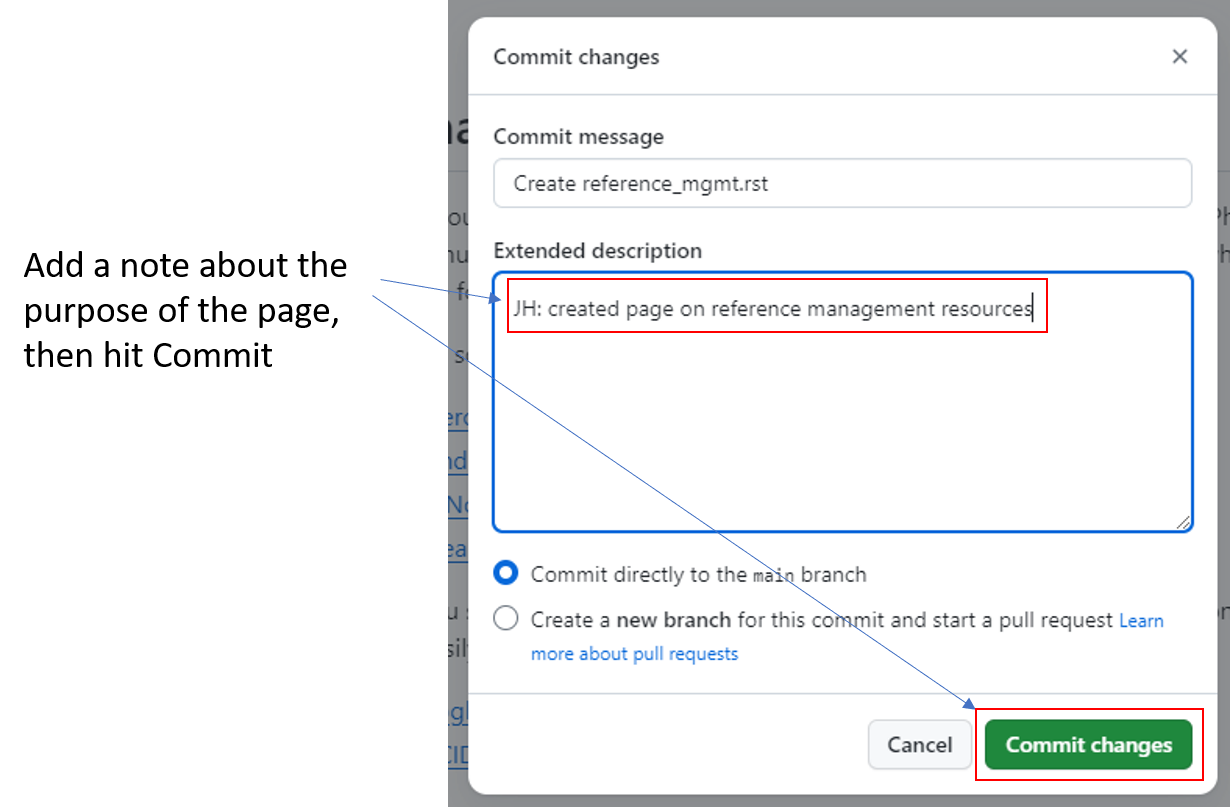 Add a note about the
purpose of the page,
then hit Commit
Commit changes
Commit message
Create reference_mgmt.rst
Extended description
JH: created page on reference management resources
Commit directly to the main branch
Create a new branch for this commit and start a pull request Learn
more about pull requests
Cancel
Commit changes